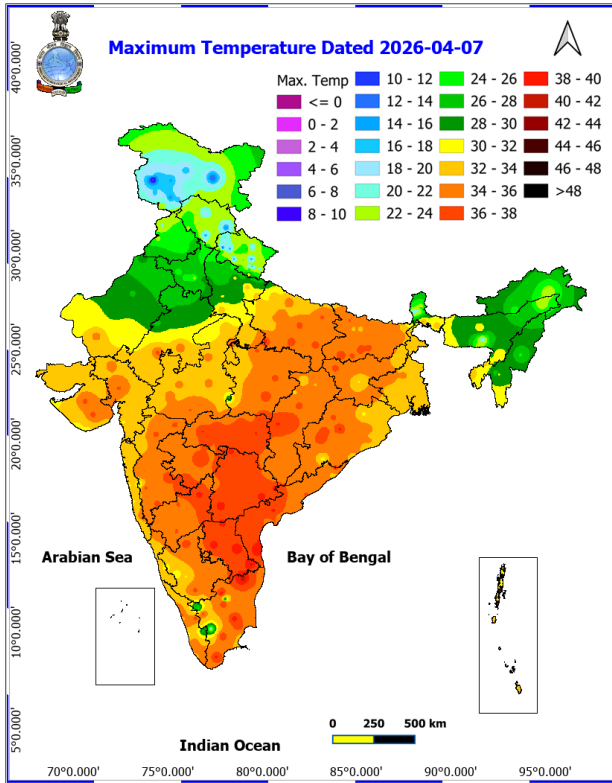 Maximum Temperature Dated 2026-04-07
Max. Temp
<= 0
0 - 2
2 - 4
4 - 6
6 - 8
8 - 10
10 - 12
12 - 14
14 - 16
16 - 18
18 - 20
20 - 22
22 - 24
24 - 26
26 - 28
28 - 30
30 - 32
32 - 34
34 - 36
36 - 38
38 - 40
40 - 42
42 - 44
44 - 46
46 - 48
>48
40°0.000'
35°0.000'
30°0.000'
25°0.000'
20°0.000'
15°0.000'
10°0.000'
5°0.000'
Arabian Sea
Bay of Bengal
Indian Ocean
0 250 500 km
70°0.000'
75°0.000'
80°0.000'
85°0.000'
90°0.000'
95°0.000'